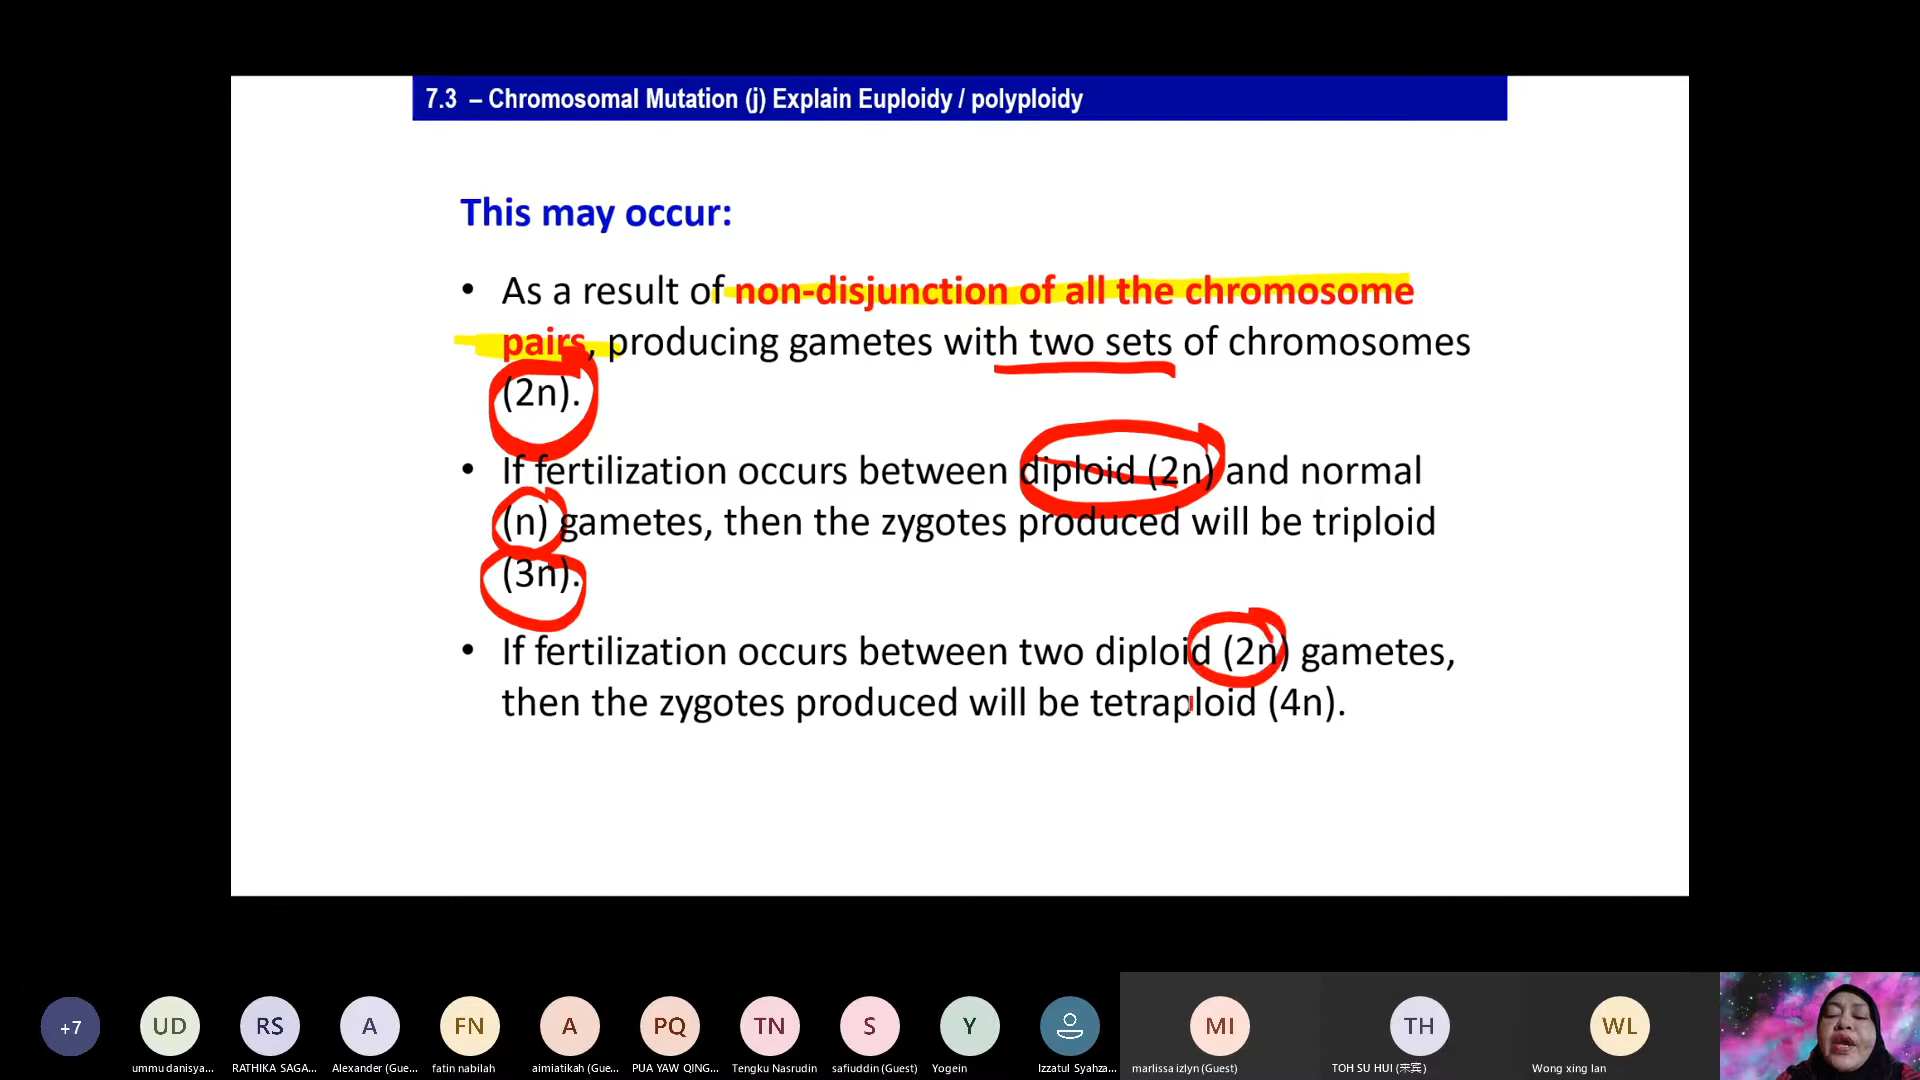 7.3 – Chromosomal Mutation (j) Explain Euploidy / polyploidy
This may occur:
• As a result of non-disjunction of all the chromosome
pairs, producing gametes with two sets of chromosomes
(2n).
• If fertilization occurs between diploid (2n) and normal
(n) gametes, then the zygotes produced will be triploid
(3n).
• If fertilization occurs between two diploid (2n) gametes,
then the zygotes produced will be tetraploid (4n).
+7 UD RS A FN A PQ TN S Y MI TH WL
ummu danisya... RATHIKA SAGA... Alexander (Gue... fatin nabilah aimiatikah (Gue... PUA YAW QING... Tengku Nasrudin safiuddin (Guest) Yogein Izzatul Syahza... marlissa izlyn (Guest) TOH SU HUI Wong xing lan